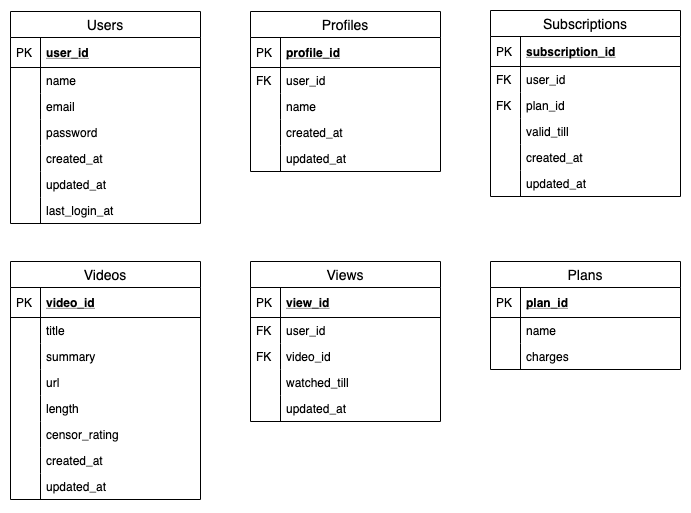 Users
PK user_id
name
email
password
created_at
updated_at
last_login_at
Profiles
PK profile_id
FK user_id
name
created_at
updated_at
Subscriptions
PK subscription_id
FK user_id
FK plan_id
valid_till
created_at
updated_at
Videos
PK video_id
title
summary
url
length
censor_rating
created_at
updated_at
Views
PK view_id
FK user_id
FK video_id
watched_till
updated_at
Plans
PK plan_id
name
charges